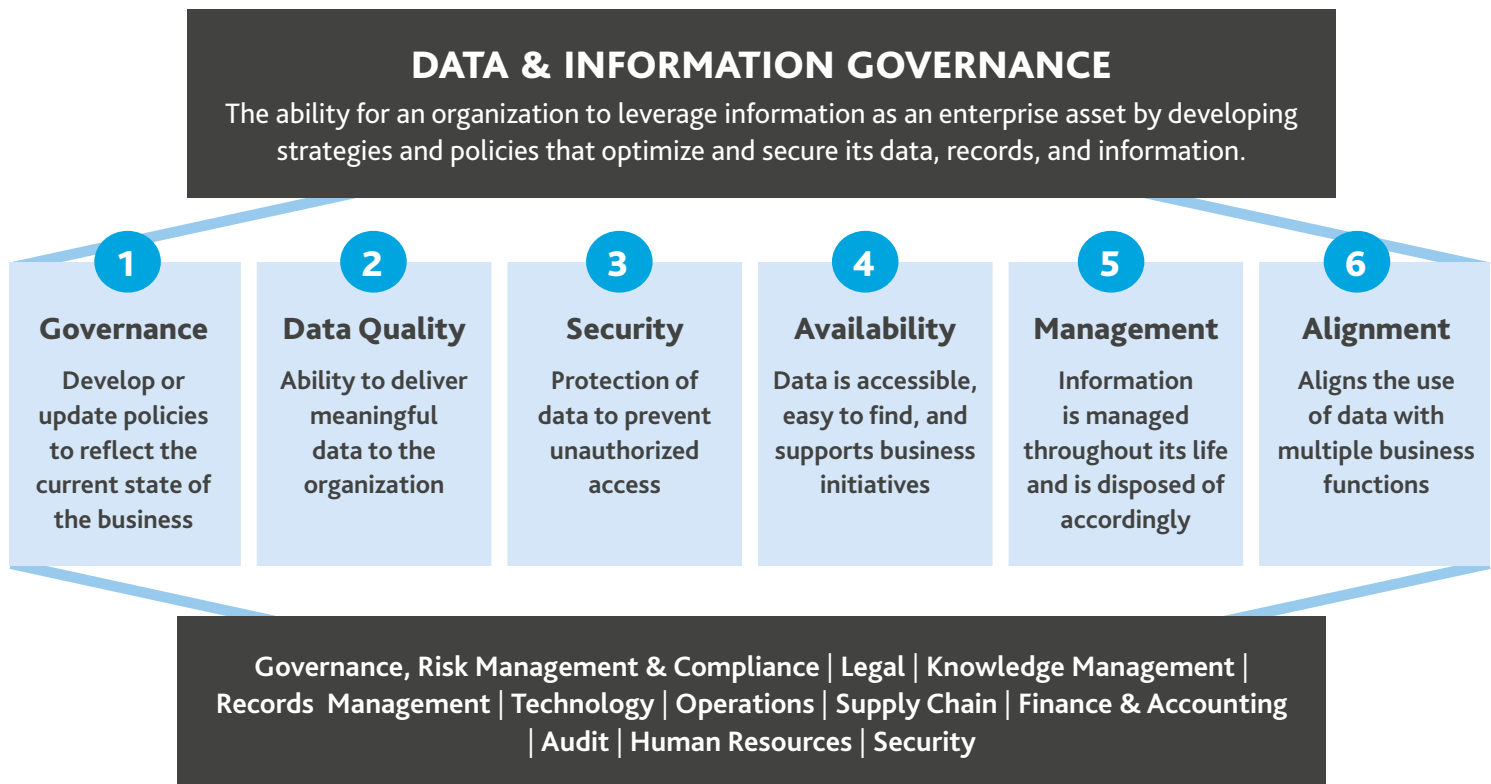 DATA & INFORMATION GOVERNANCE
The ability for an organization to leverage information as an enterprise asset by developing
strategies and policies that optimize and secure its data, records, and information.
1
Governance
Develop or
update policies
to reflect the
current state of
the business
2
Data Quality
Ability to deliver
meaningful
data to the
organization
3
Security
Protection of
data to prevent
unauthorized
access
4
Availability
Data is accessible,
easy to find, and
supports business
initiatives
5
Management
Information
is managed
throughout its life
and is disposed of
accordingly
6
Alignment
Aligns the use
of data with
multiple business
functions
Governance, Risk Management & Compliance | Legal | Knowledge Management |
Records Management | Technology | Operations | Supply Chain | Finance & Accounting
| Audit | Human Resources | Security